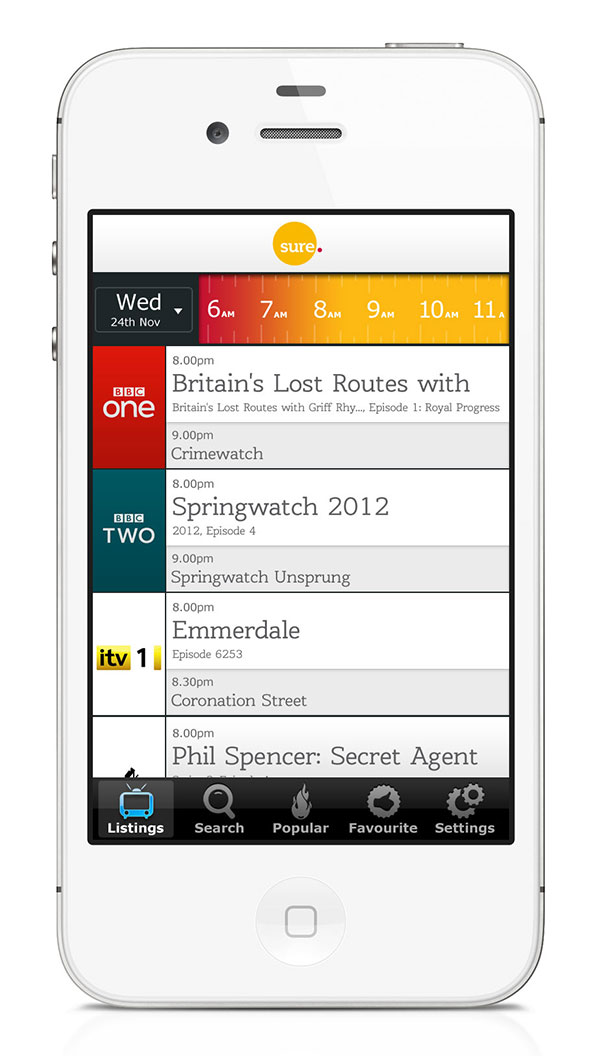 sure.
Wed
24th Nov
6AM 7AM 8AM 9AM 10AM 11A
BBC
one
8.00pm
Britain's Lost Routes with
Britain's Lost Routes with Griff Rhy..., Episode 1: Royal Progress
9.00pm
Crimewatch
BBC
TWO
8.00pm
Springwatch 2012
2012, Episode 4
9.00pm
Springwatch Unsprung
itv 1
8.00pm
Emmerdale
Episode 6253
8.30pm
Coronation Street
8.00pm
Phil Spencer: Secret Agent
Listings Search Popular Favourite Settings